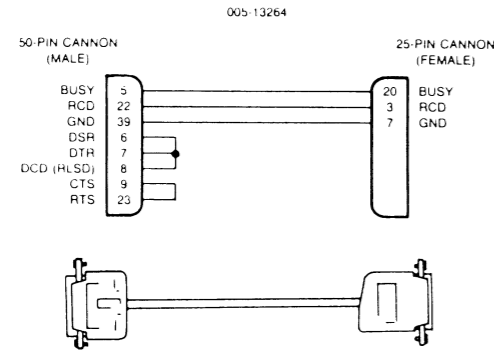 005-13264
50-PIN CANNON
(MALE)
25-PIN CANNON
(FEMALE)
BUSY 5 20 BUSY
RCD 22 3 RCD
GND 39 7 GND
DSR 6
DTR 7
DCD (RLSD) 8
CTS 9
RTS 23